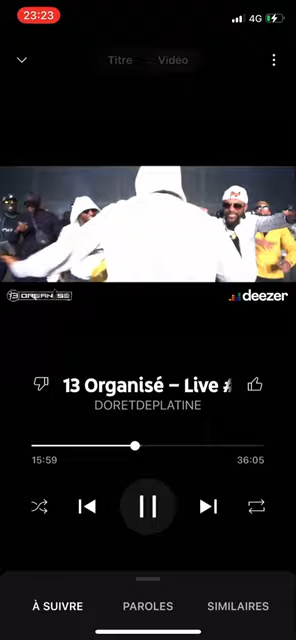 23:23
4G
Titre
Vidéo
13 ORGANISÉ
deezer
13 Organisé – Live #
DORETDEPLATINE
15:59
36:05
À SUIVRE
PAROLES
SIMILAIRES